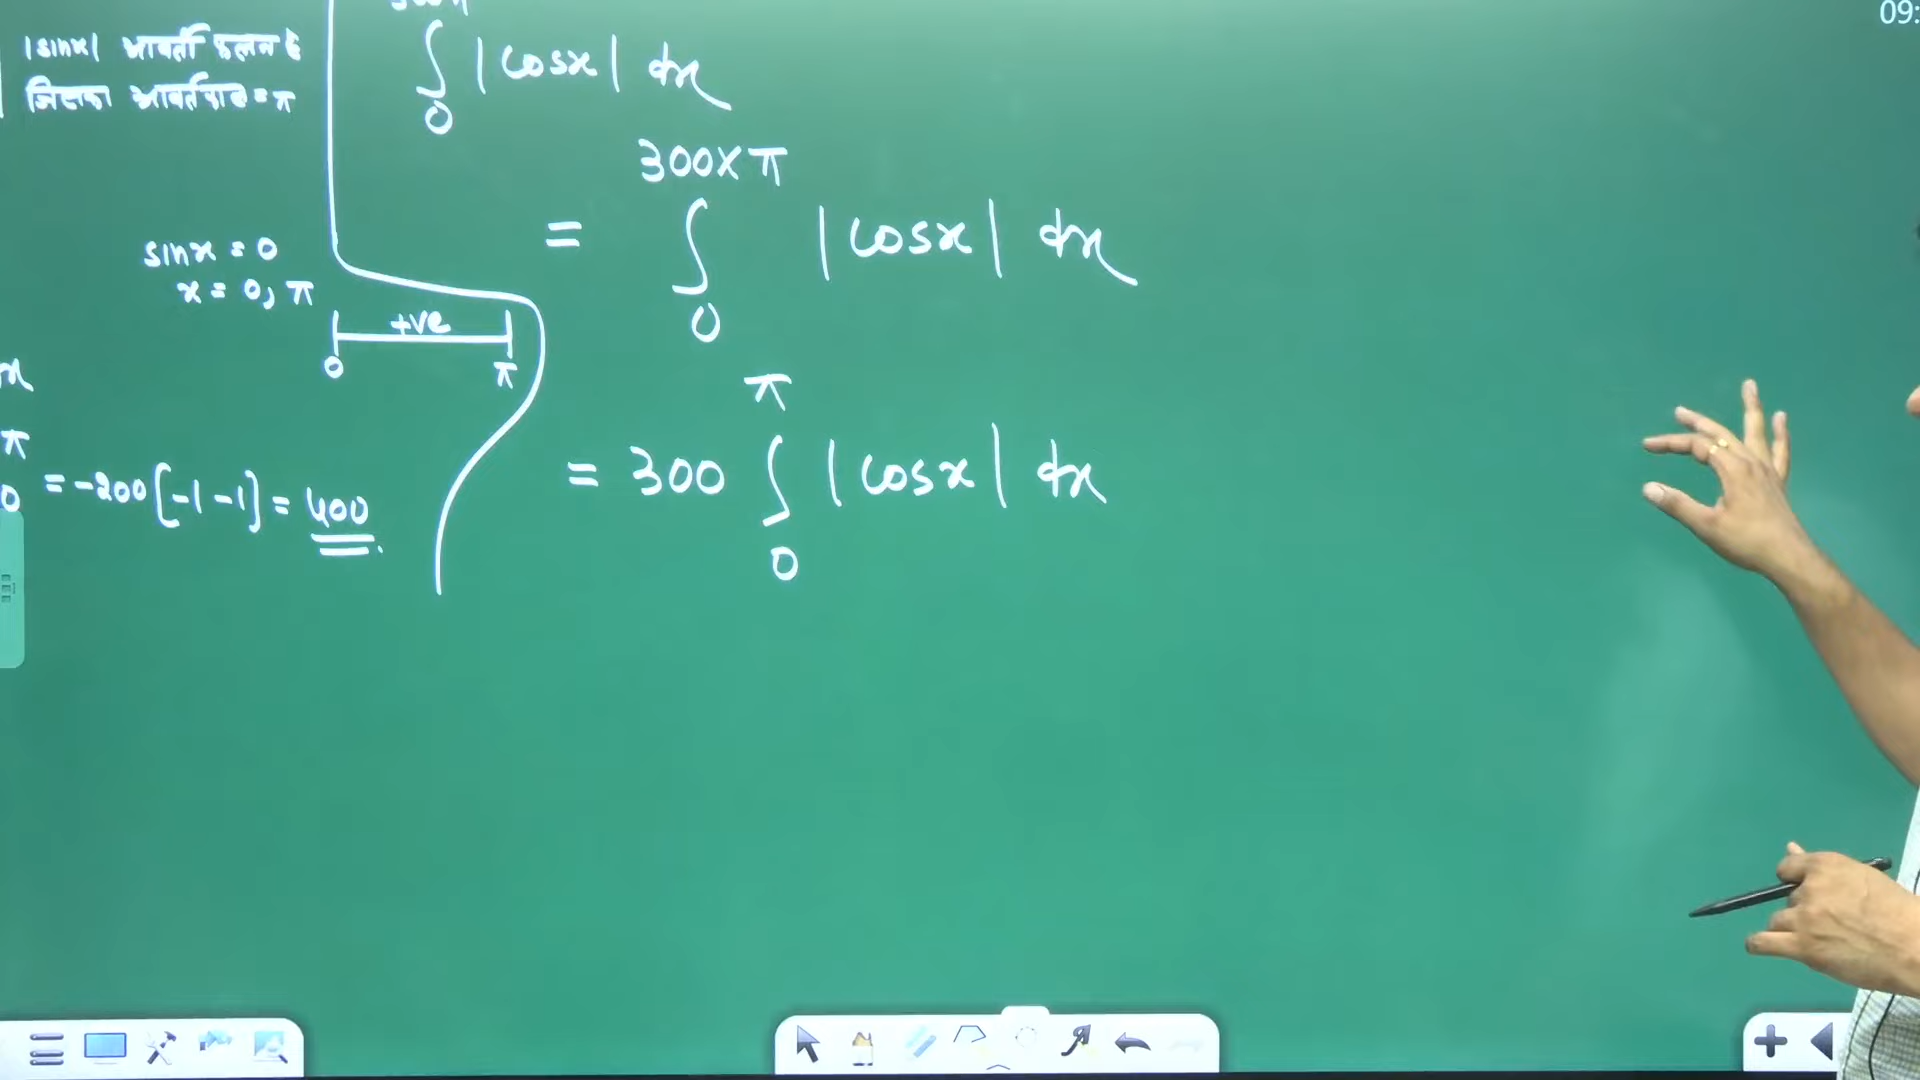 |sinx| आवर्ती फलन है
जिसका आवर्तकाल = π
sinx = 0
x = 0, π
+ve
0 π
π
0 = -200[-1-1] = 400
∫
0
|cosx| dx
300×π
= ∫ |cosx| dx
0
π
= 300 ∫ |cosx| dx
0
09: